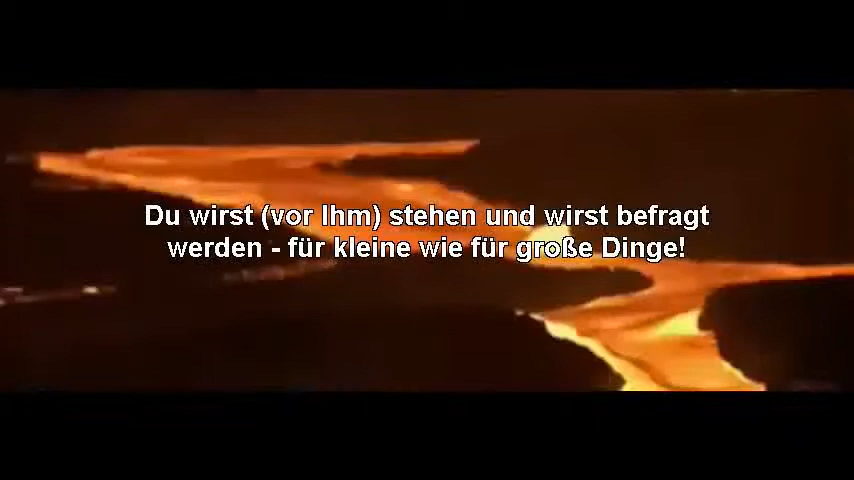 Du wirst (vor Ihm) stehen und wirst befragt
werden - für kleine wie für große Dinge!